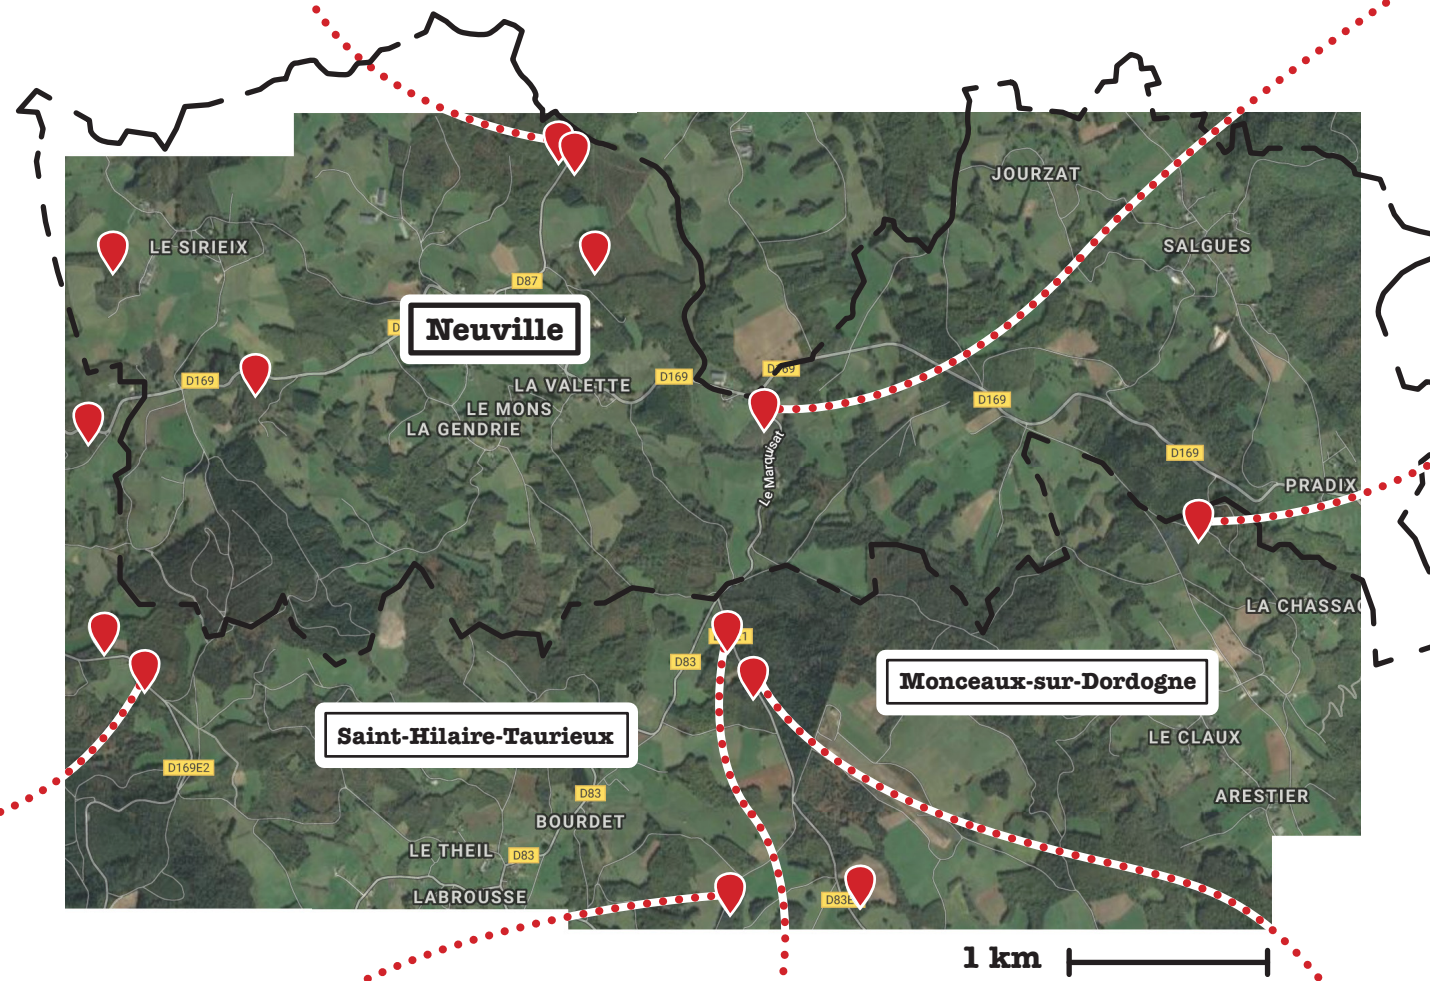 JOURZAT
SALGUES
LE SIRIEIX
D87
D
Neuville
D169
D169
D169
LA VALETTE
LE MONS
LA GENDRIE
D169
D169
Le Marquisat
PRADIX
LA CHASSAG
D83
Monceaux-sur-Dordogne
Saint-Hilaire-Taurieux
LE CLAUX
D169E2
D83
ARESTIER
BOURDET
LE THEIL
D83
LABROUSSE
D83E
1 km